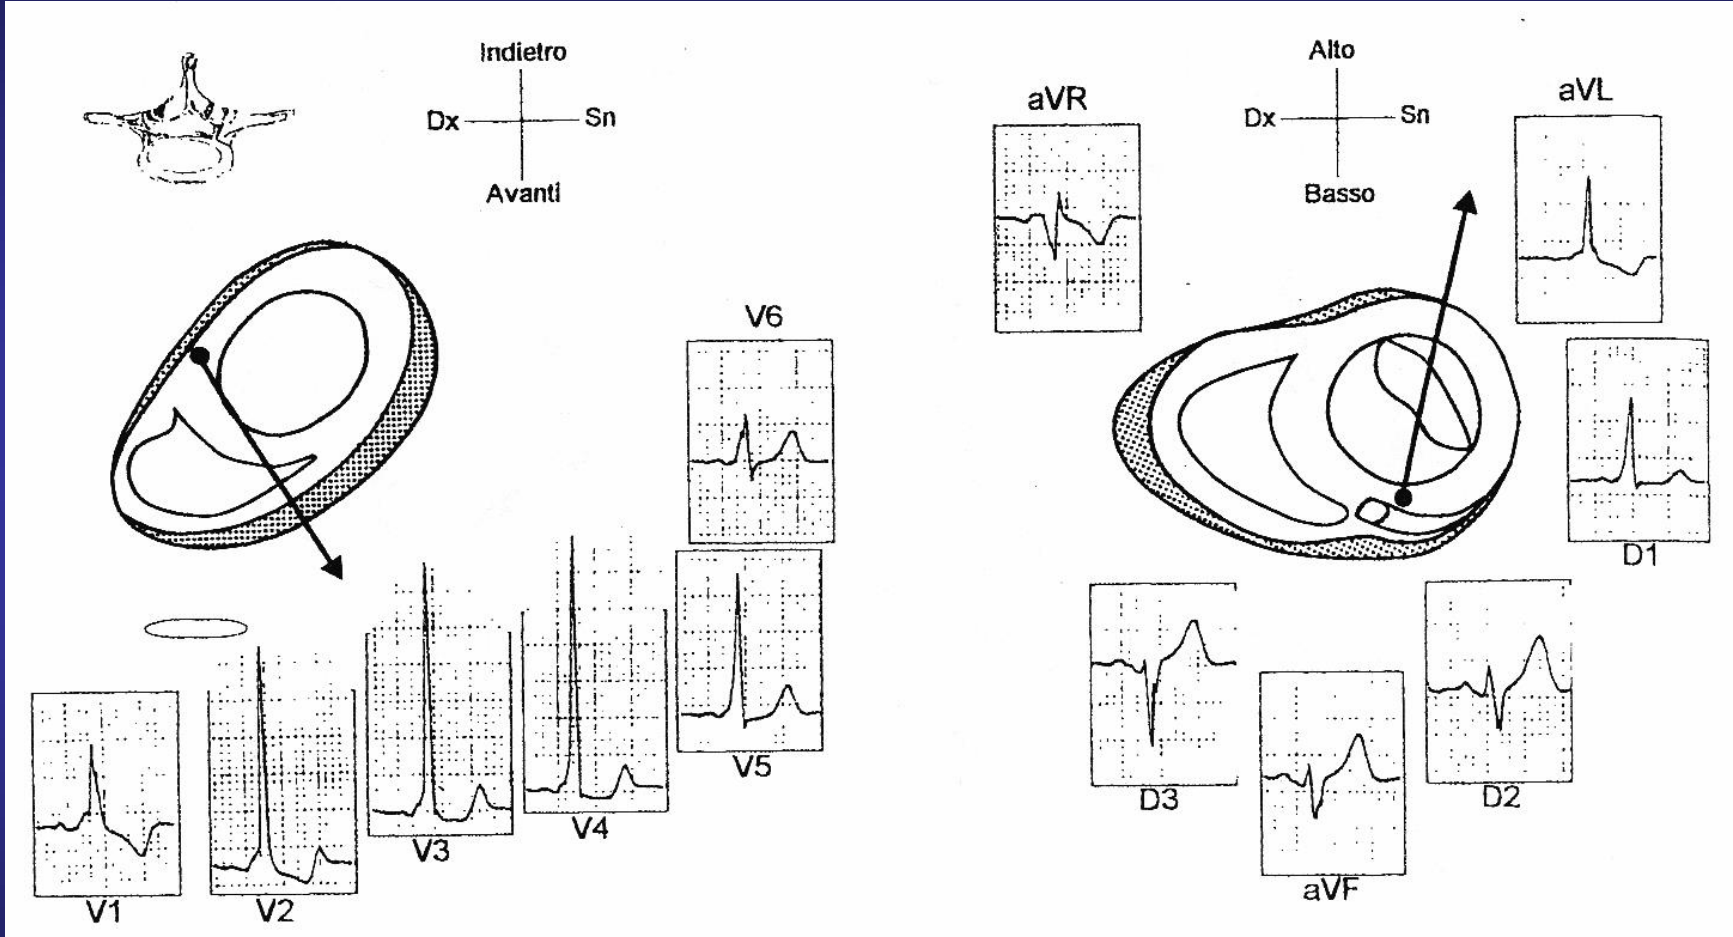 Indietro
Dx
Sn
Avanti
V6
V5
V4
V3
V2
V1
Alto
Dx
Sn
Basso
aVR
aVL
D1
D3
D2
aVF